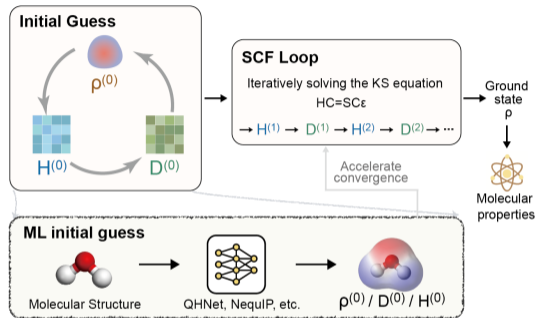 Initial Guess
ρ⁽⁰⁾
H⁽⁰⁾
D⁽⁰⁾
SCF Loop
Iteratively solving the KS equation
HC=SCε
→ H⁽¹⁾ → D⁽¹⁾ → H⁽²⁾ → D⁽²⁾ → ···
Ground
state
ρ
Molecular
properties
Accelerate
convergence
ML initial guess
Molecular Structure
QHNet, NequIP, etc.
ρ⁽⁰⁾ / D⁽⁰⁾ / H⁽⁰⁾